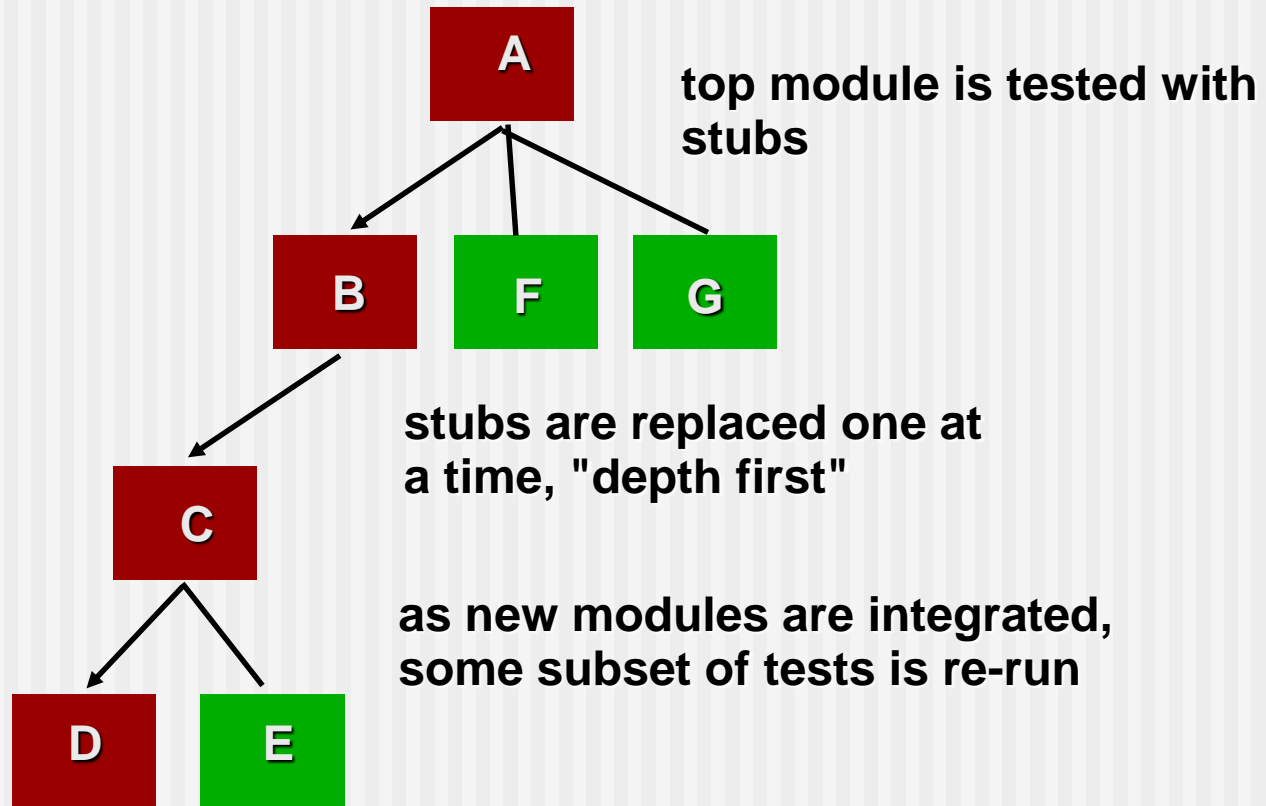 A
top module is tested with
stubs
B
F
G
stubs are replaced one at
a time, "depth first"
C
as new modules are integrated,
some subset of tests is re-run
D
E